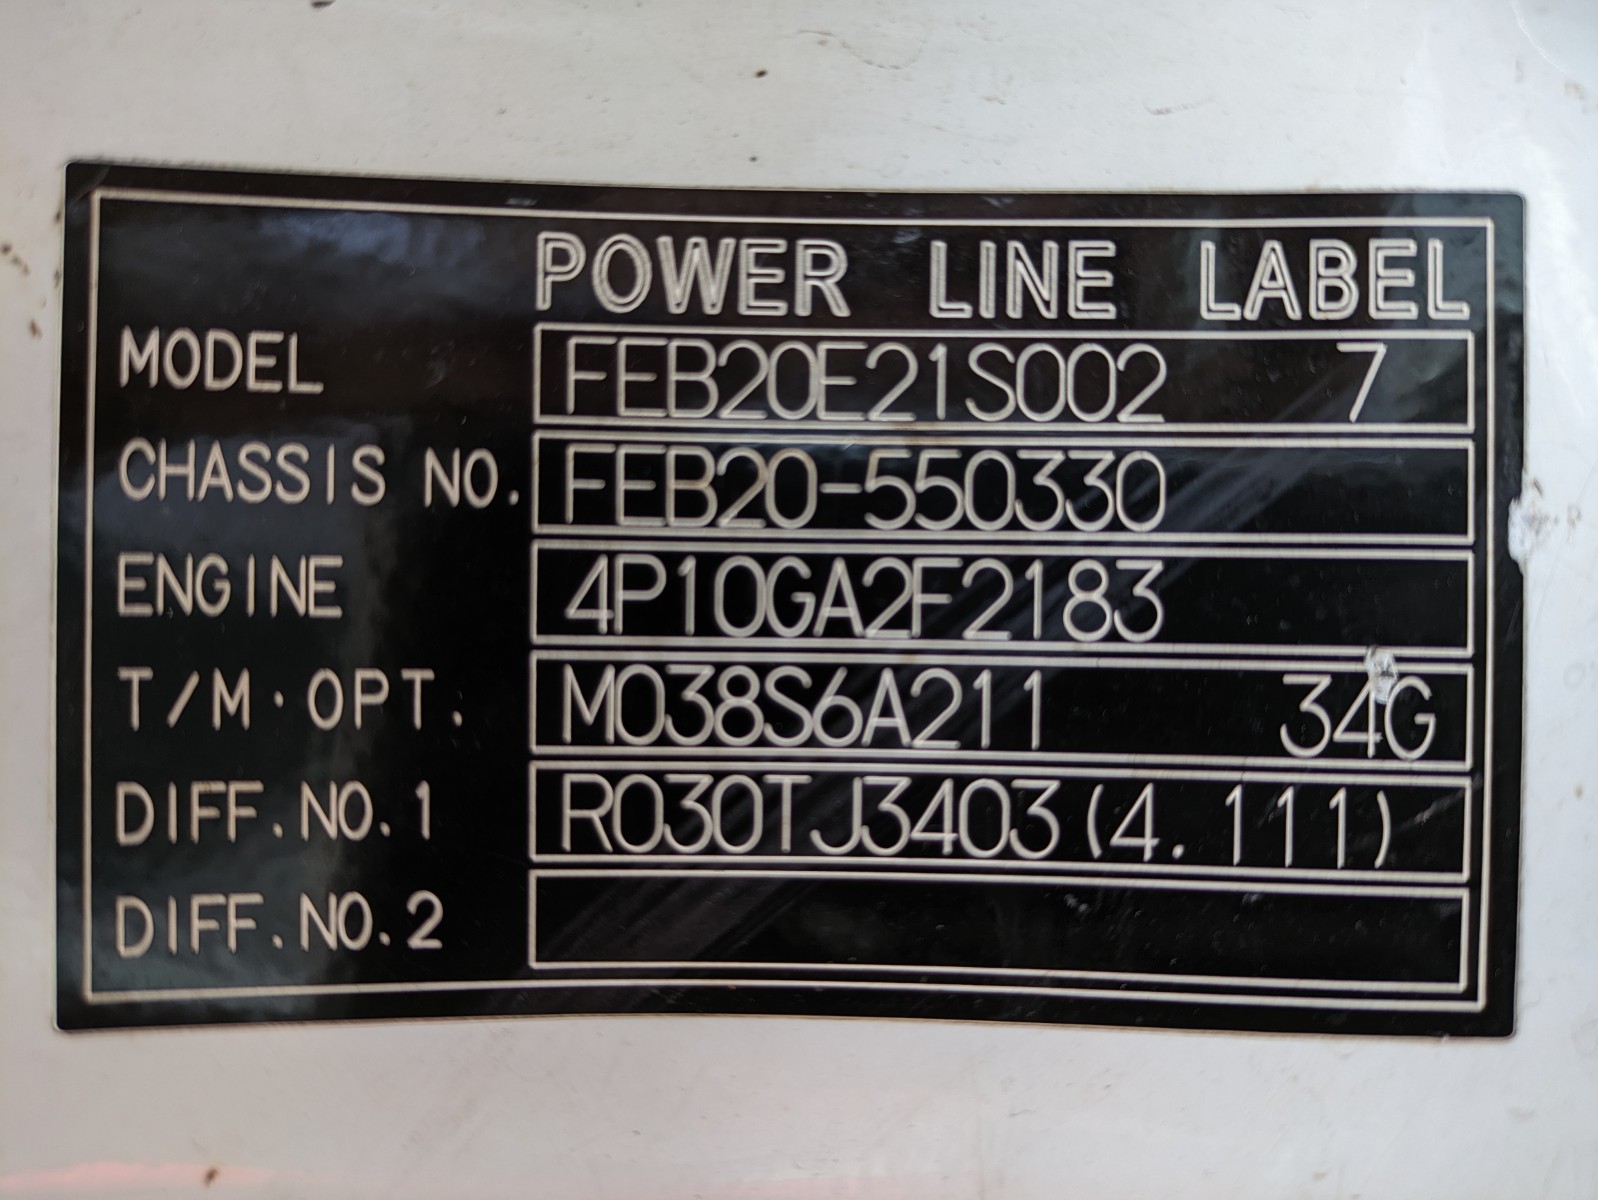 POWER LINE LABEL
MODEL FEB20E21S002 7
CHASSIS NO. FEB20-550330
ENGINE 4P10GA2F2183
T/M·OPT. M038S6A211 34G
DIFF.NO.1 R030TJ3403(4.111)
DIFF.NO.2